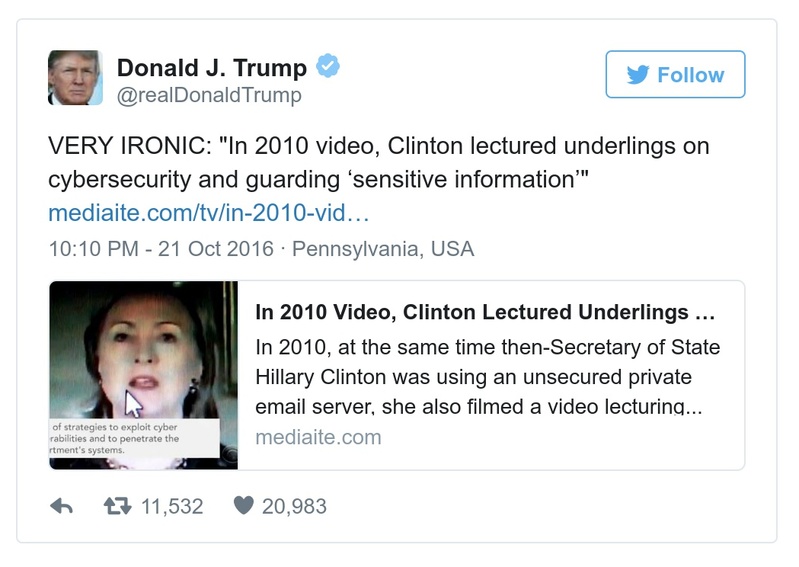 Donald J. Trump
@realDonaldTrump
Follow
VERY IRONIC: "In 2010 video, Clinton lectured underlings on
cybersecurity and guarding ‘sensitive information’"
mediaite.com/tv/in-2010-vid…
10:10 PM - 21 Oct 2016 · Pennsylvania, USA
In 2010 Video, Clinton Lectured Underlings …
In 2010, at the same time then-Secretary of State
Hillary Clinton was using an unsecured private
email server, she also filmed a video lecturing...
mediaite.com
of strategies to exploit cyber
rabilities and to penetrate the
rtment's systems.
11,532
20,983